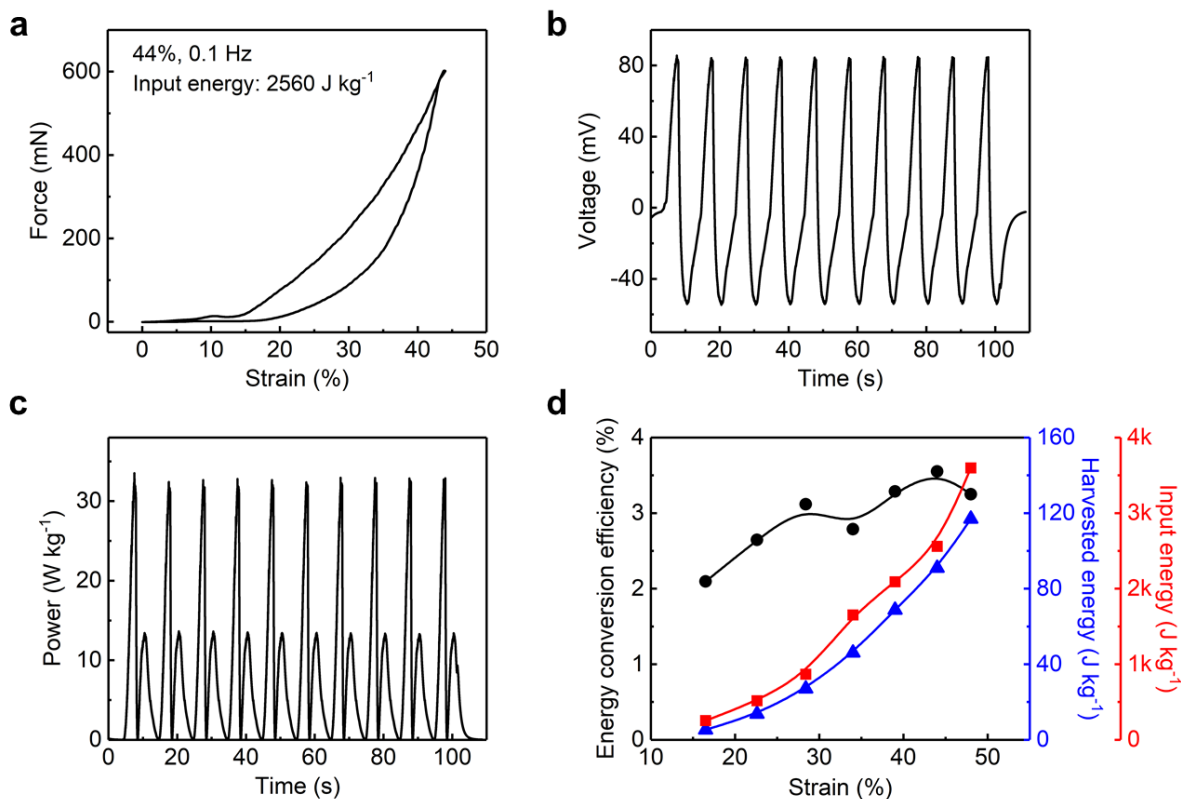 a
44%, 0.1 Hz
Input energy: 2560 J kg⁻¹
600
400
200
0
Force (mN)
0 10 20 30 40 50
Strain (%)
b
80
40
0
-40
Voltage (mV)
0 20 40 60 80 100
Time (s)
c
30
20
10
0
Power (W kg⁻¹)
0 20 40 60 80 100
Time (s)
d
4
3
2
1
0
Energy conversion efficiency (%)
160
120
80
40
0
Harvested energy (J kg⁻¹)
4k
3k
2k
1k
0
Input energy (J kg⁻¹)
10 20 30 40 50
Strain (%)